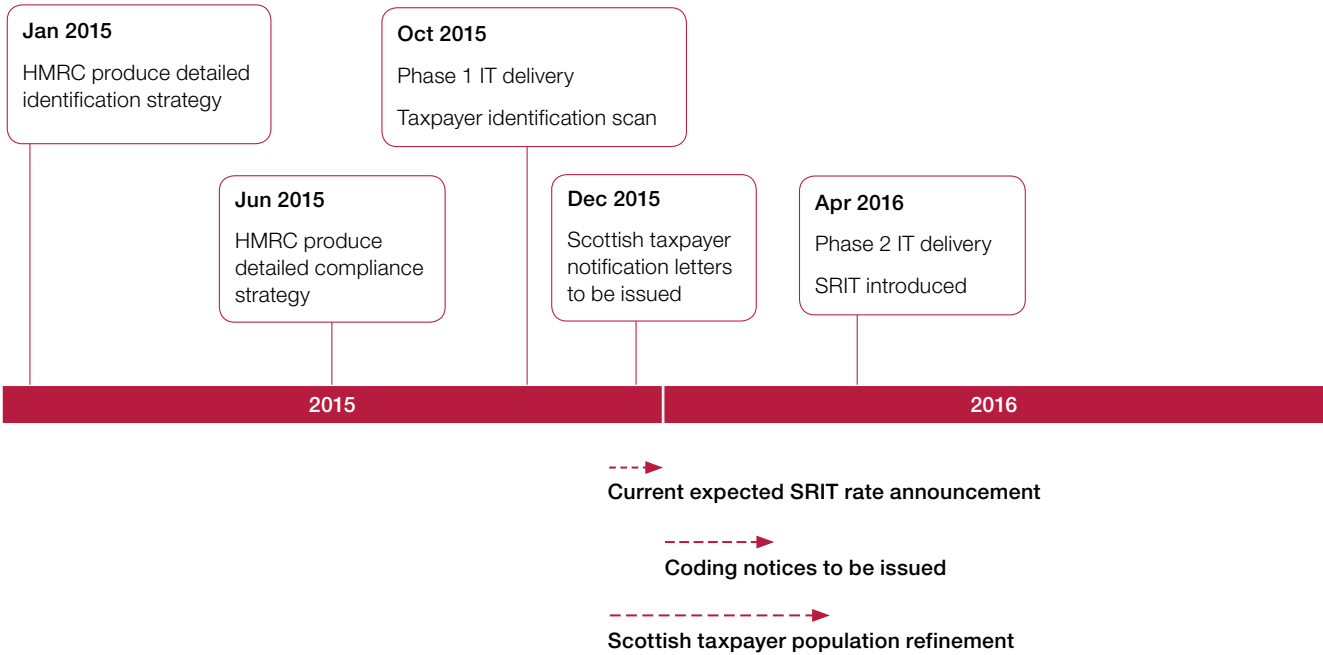 Jan 2015
HMRC produce detailed
identification strategy
Oct 2015
Phase 1 IT delivery
Taxpayer identification scan
Jun 2015
HMRC produce
detailed compliance
strategy
Dec 2015
Scottish taxpayer
notification letters
to be issued
Apr 2016
Phase 2 IT delivery
SRIT introduced
2015
2016
Current expected SRIT rate announcement
Coding notices to be issued
Scottish taxpayer population refinement